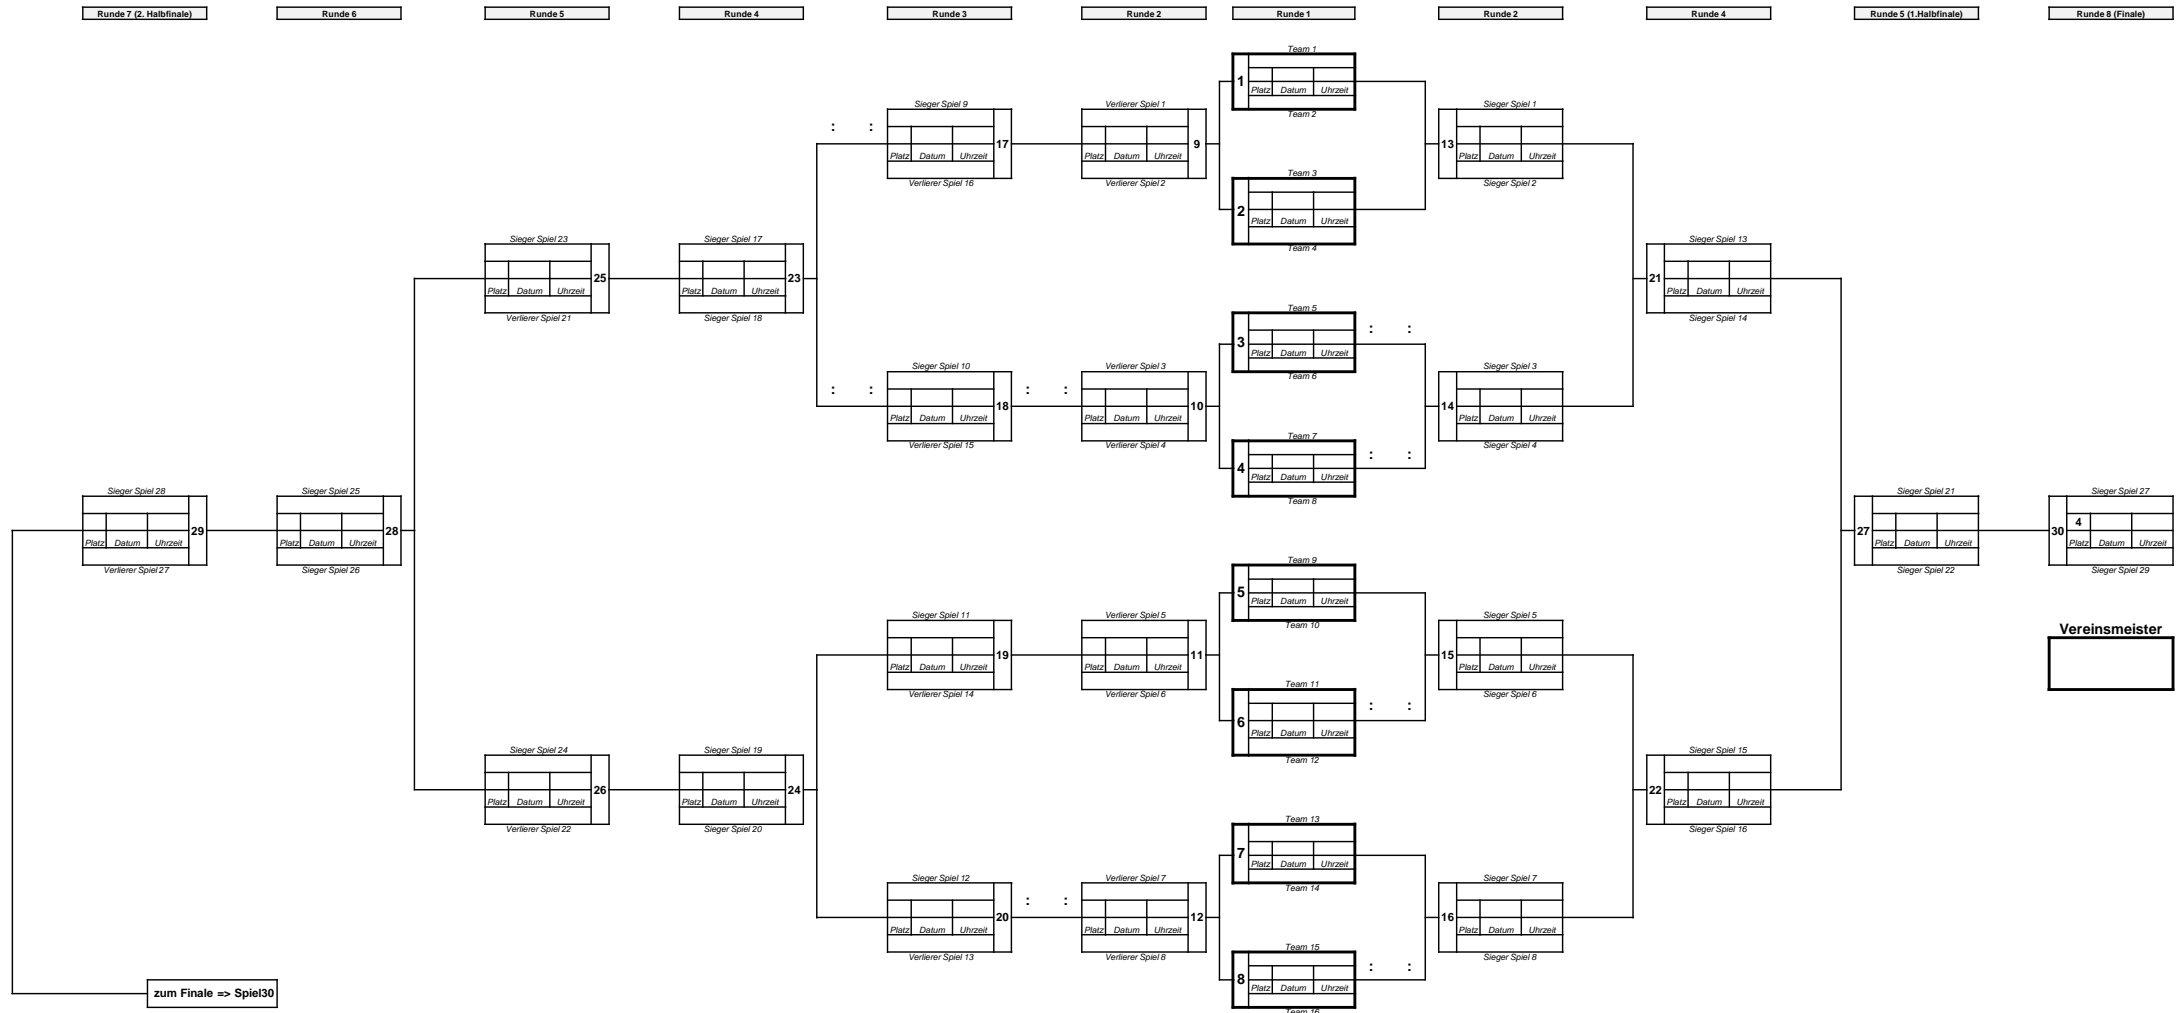 Runde 7 (2. Halbfinale) Runde 6 Runde 5 Runde 4 Runde 3 Runde 2 Runde 1 Runde 2 Runde 4 Runde 5 (1.Halbfinale) Runde 8 (Finale)
Team 1
1
Platz Datum Uhrzeit
Team 2
Sieger Spiel 9 Verlierer Spiel 1 Sieger Spiel 1
: :
17 9 13
Platz Datum Uhrzeit Platz Datum Uhrzeit Platz Datum Uhrzeit
Verlierer Spiel 16 Verlierer Spiel 2 Sieger Spiel 2
Team 3
2
Platz Datum Uhrzeit
Team 4
Sieger Spiel 23 Sieger Spiel 17 Sieger Spiel 13
25 23 21
Platz Datum Uhrzeit Platz Datum Uhrzeit Platz Datum Uhrzeit
Verlierer Spiel 21 Sieger Spiel 18 Sieger Spiel 14
Team 5
: :
3
Platz Datum Uhrzeit
Team 6
Sieger Spiel 10 Verlierer Spiel 3 Sieger Spiel 3
: : : :
18 10 14
Platz Datum Uhrzeit Platz Datum Uhrzeit Platz Datum Uhrzeit
Verlierer Spiel 15 Verlierer Spiel 4 Sieger Spiel 4
Team 7
: :
4
Platz Datum Uhrzeit
Team 8
Sieger Spiel 28 Sieger Spiel 25 Sieger Spiel 21 Sieger Spiel 27
4
29 28 27 30
Platz Datum Uhrzeit Platz Datum Uhrzeit Platz Datum Uhrzeit Platz Datum Uhrzeit
Verlierer Spiel 27 Sieger Spiel 26 Sieger Spiel 22 Sieger Spiel 29
Team 9
5
Platz Datum Uhrzeit
Team 10
Sieger Spiel 11 Verlierer Spiel 5 Sieger Spiel 5
Vereinsmeister
19 11 15
Platz Datum Uhrzeit Platz Datum Uhrzeit Platz Datum Uhrzeit
Verlierer Spiel 14 Verlierer Spiel 6 Sieger Spiel 6
Team 11
: :
6
Platz Datum Uhrzeit
Team 12
Sieger Spiel 24 Sieger Spiel 19 Sieger Spiel 15
26 24 22
Platz Datum Uhrzeit Platz Datum Uhrzeit Platz Datum Uhrzeit
Verlierer Spiel 22 Sieger Spiel 20 Sieger Spiel 16
Team 13
7
Platz Datum Uhrzeit
Team 14
Sieger Spiel 12 Verlierer Spiel 7 Sieger Spiel 7
: :
20 12 16
Platz Datum Uhrzeit Platz Datum Uhrzeit Platz Datum Uhrzeit
Verlierer Spiel 13 Verlierer Spiel 8 Sieger Spiel 8
Team 15
: :
8
Platz Datum Uhrzeit
Team 16
zum Finale => Spiel30